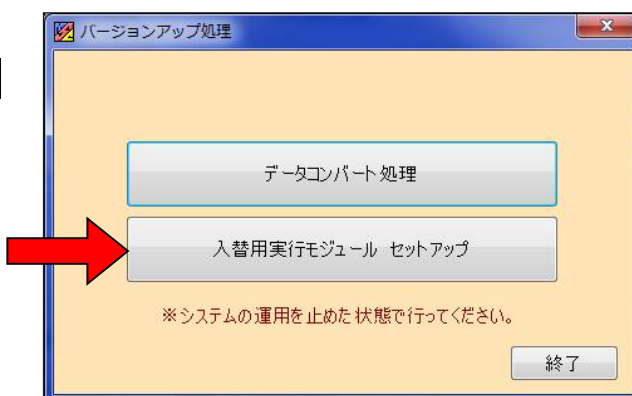 バージョンアップ処理
データコンバート処理
入替用実行モジュール セットアップ
※システムの運用を止めた状態で行ってください。
終了